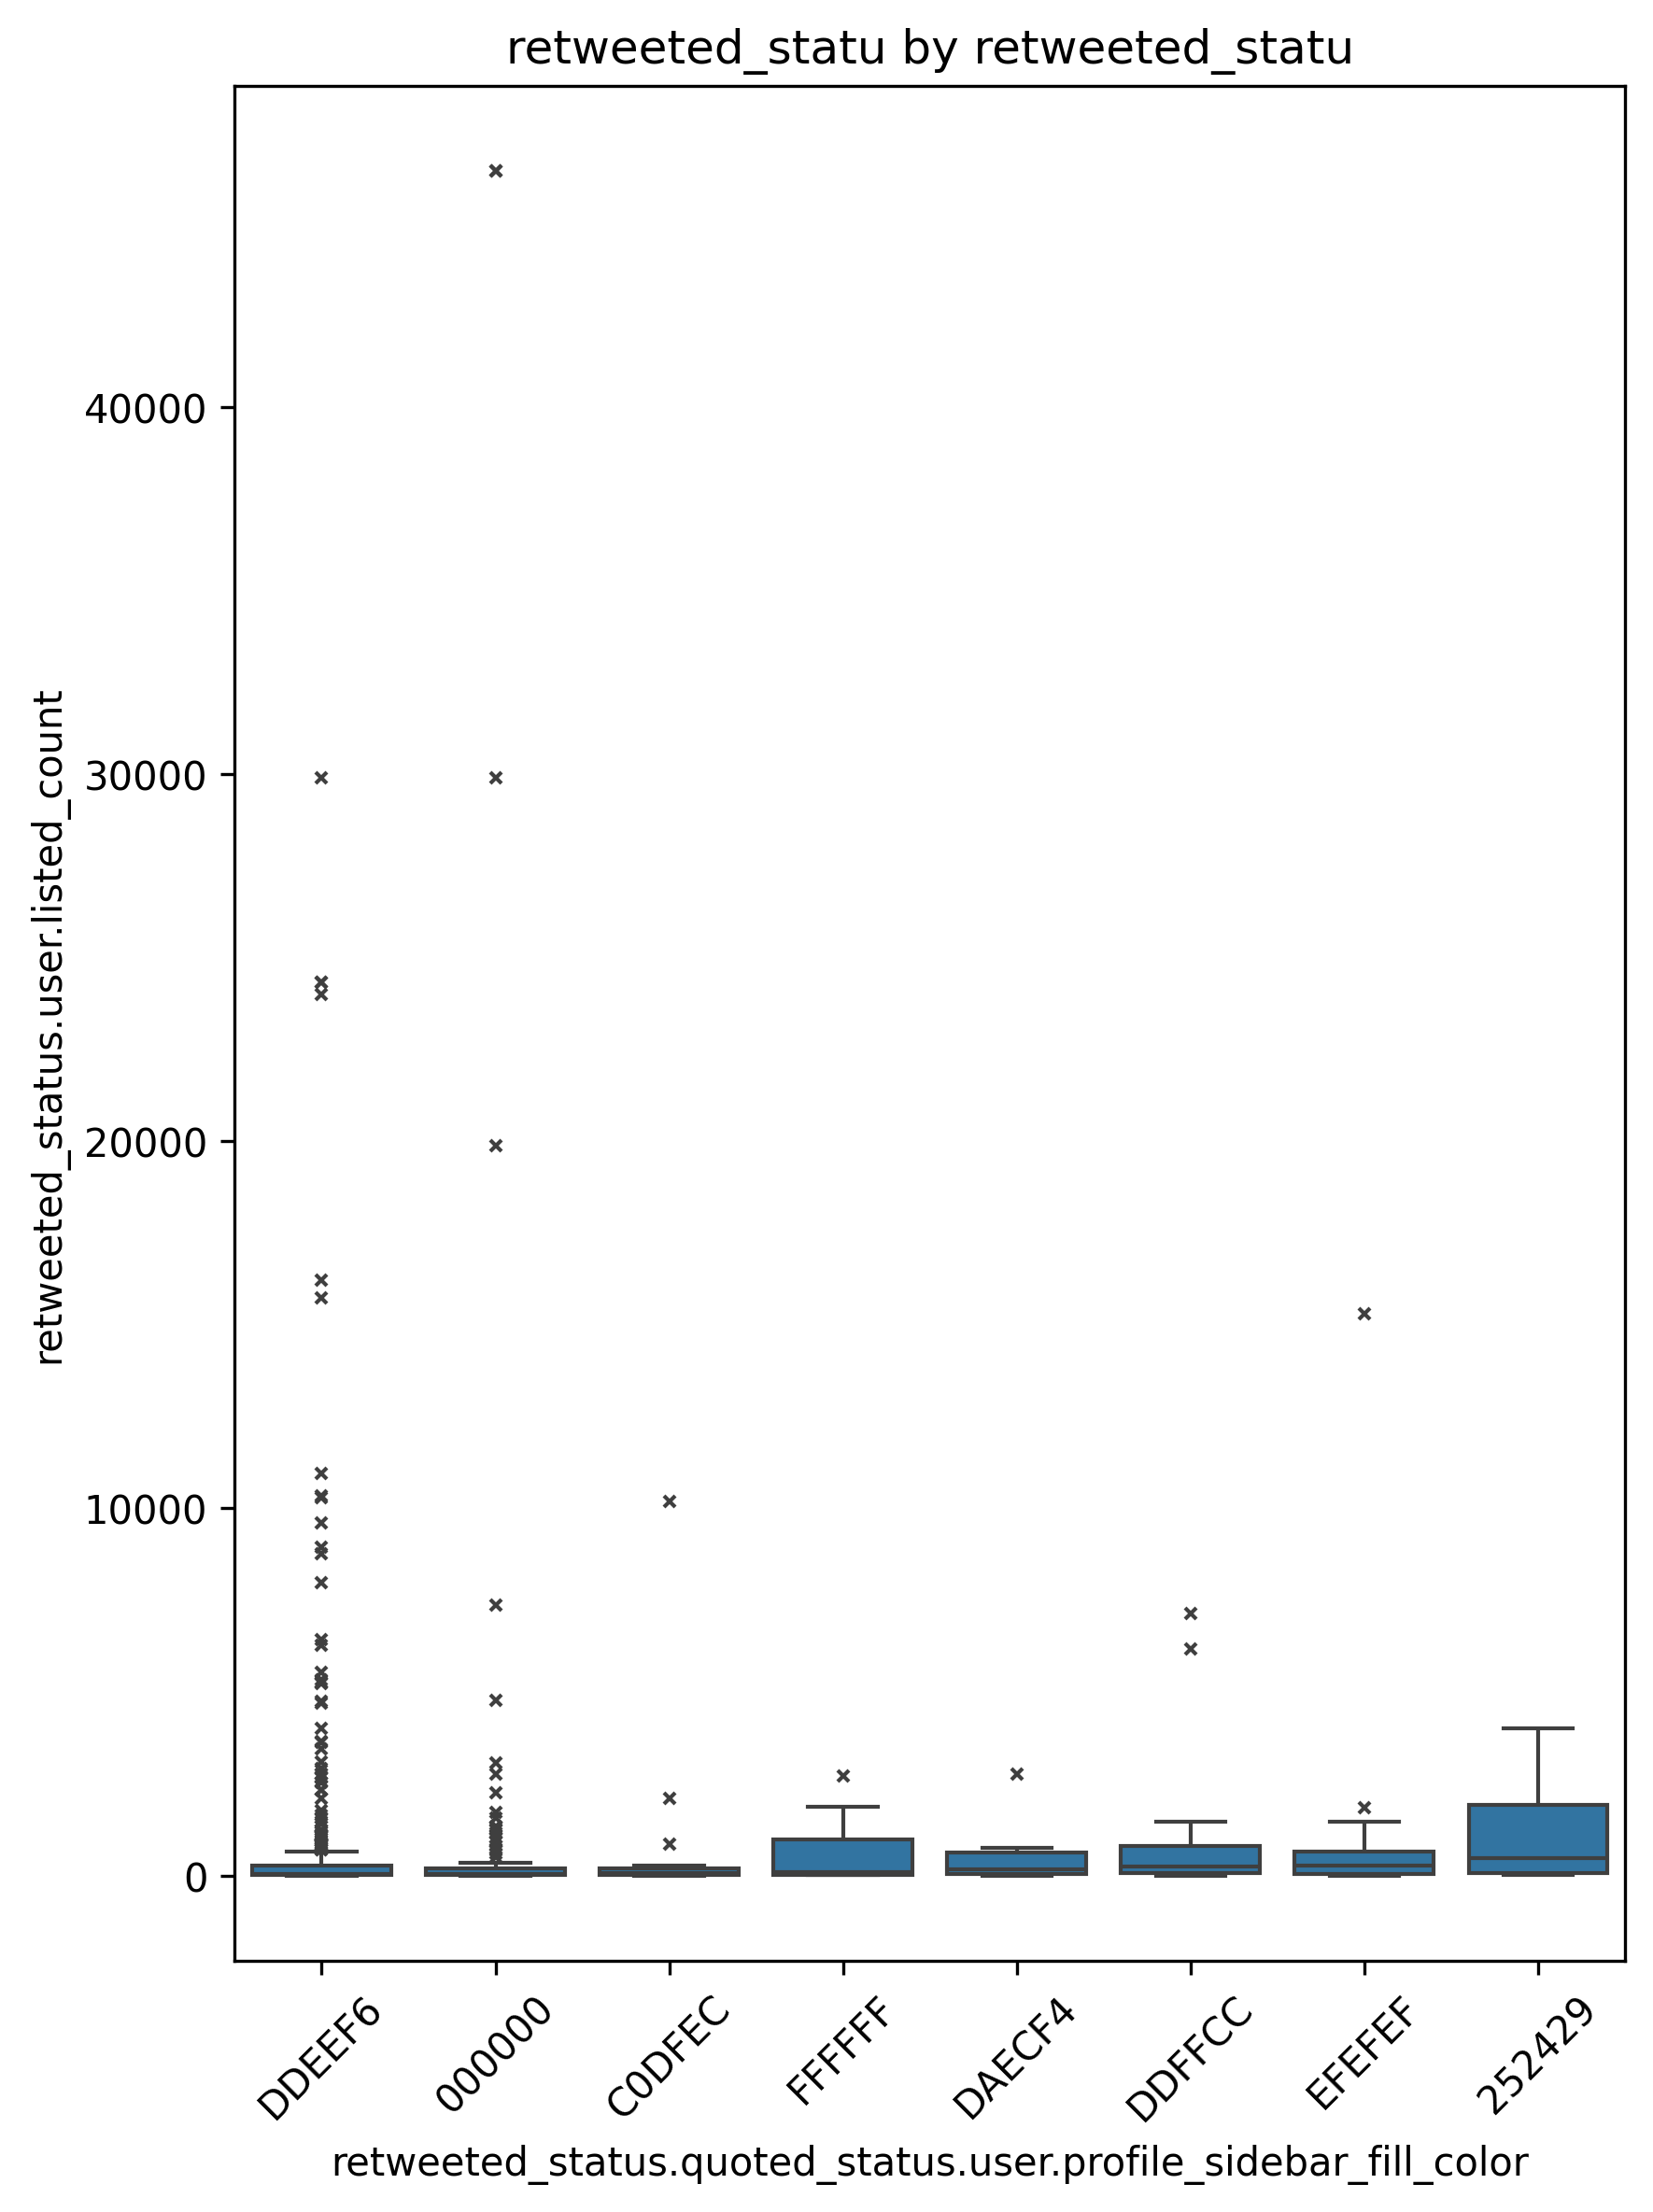 retweeted_statu by retweeted_statu
retweeted_status.user.listed_count
40000
30000
20000
10000
0
DDEEF6
000000
C0DFEC
FFFFFF
DAECF4
DDFFCC
EFEFEF
252429
retweeted_status.quoted_status.user.profile_sidebar_fill_color